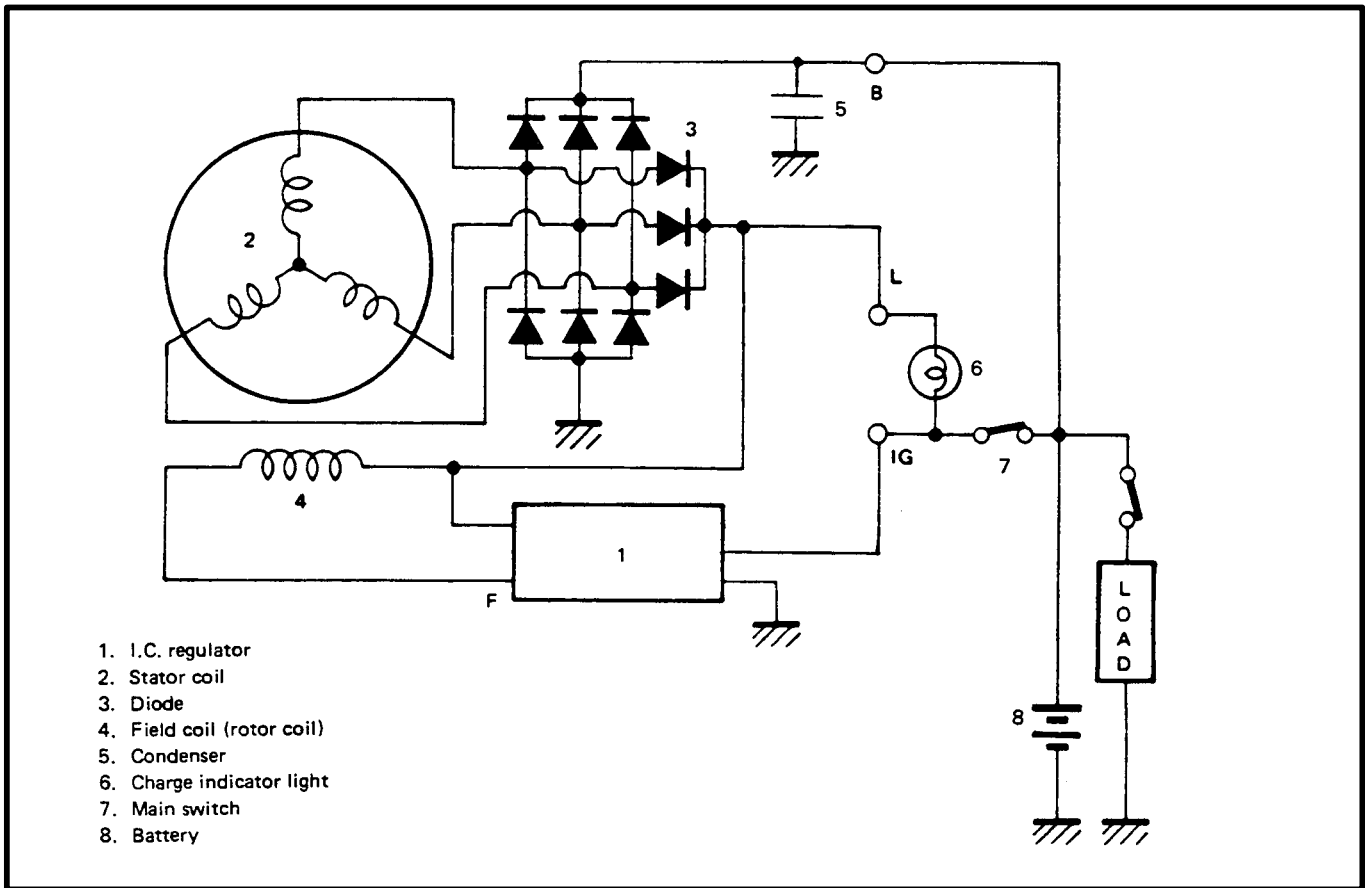 3
5
B
2
L
6
IG
7
4
1
F
LOAD
8
1. I.C. regulator
2. Stator coil
3. Diode
4. Field coil (rotor coil)
5. Condenser
6. Charge indicator light
7. Main switch
8. Battery